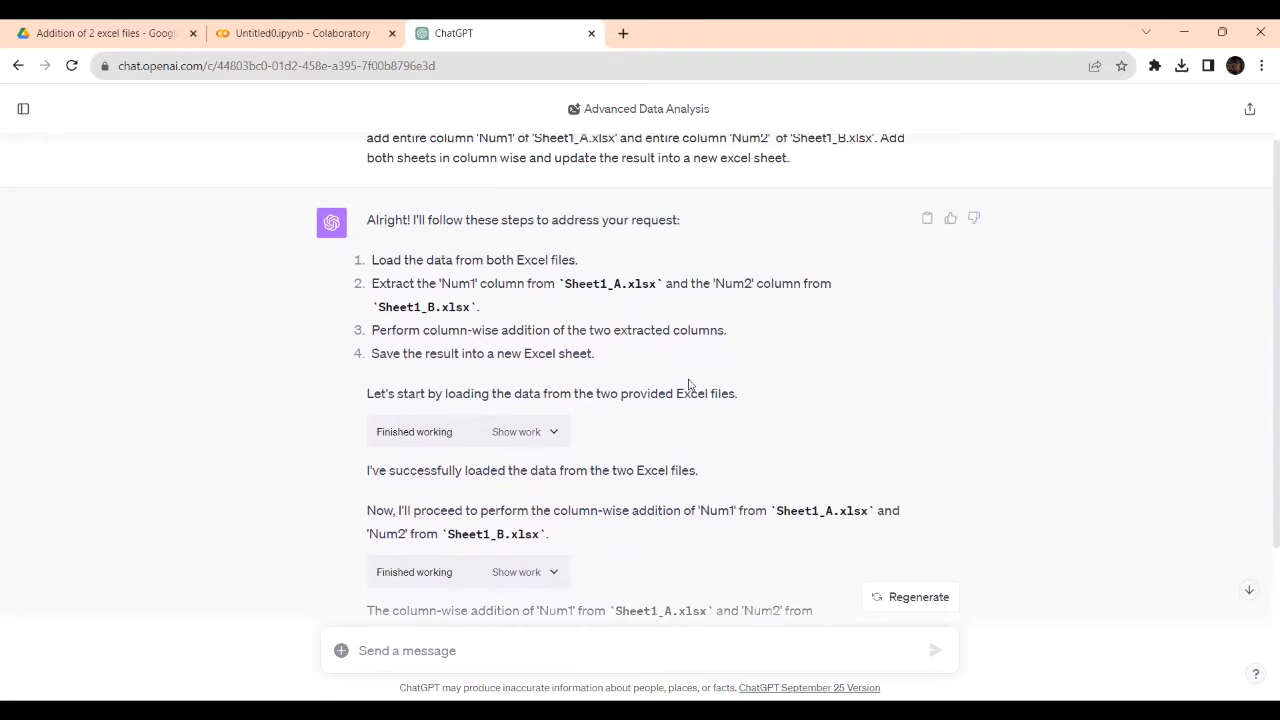 Addition of 2 excel files - Goog
Untitled0.ipynb - Colaboratory
ChatGPT
chat.openai.com/c/44803bc0-01d2-458e-a395-7f00b8796e3d
Advanced Data Analysis
add entire column 'Num1' of 'Sheet1_A.xlsx' and entire column 'Num2' of 'Sheet1_B.xlsx'. Add
both sheets in column wise and update the result into a new excel sheet.
Alright! I'll follow these steps to address your request:
1. Load the data from both Excel files.
2. Extract the 'Num1' column from `Sheet1_A.xlsx` and the 'Num2' column from
`Sheet1_B.xlsx`.
3. Perform column-wise addition of the two extracted columns.
4. Save the result into a new Excel sheet.
Let's start by loading the data from the two provided Excel files.
Finished working Show work
I've successfully loaded the data from the two Excel files.
Now, I'll proceed to perform the column-wise addition of 'Num1' from `Sheet1_A.xlsx` and
'Num2' from `Sheet1_B.xlsx`.
Finished working Show work
Regenerate
The column-wise addition of 'Num1' from `Sheet1_A.xlsx` and 'Num2' from
Send a message
ChatGPT may produce inaccurate information about people, places, or facts. ChatGPT September 25 Version
?